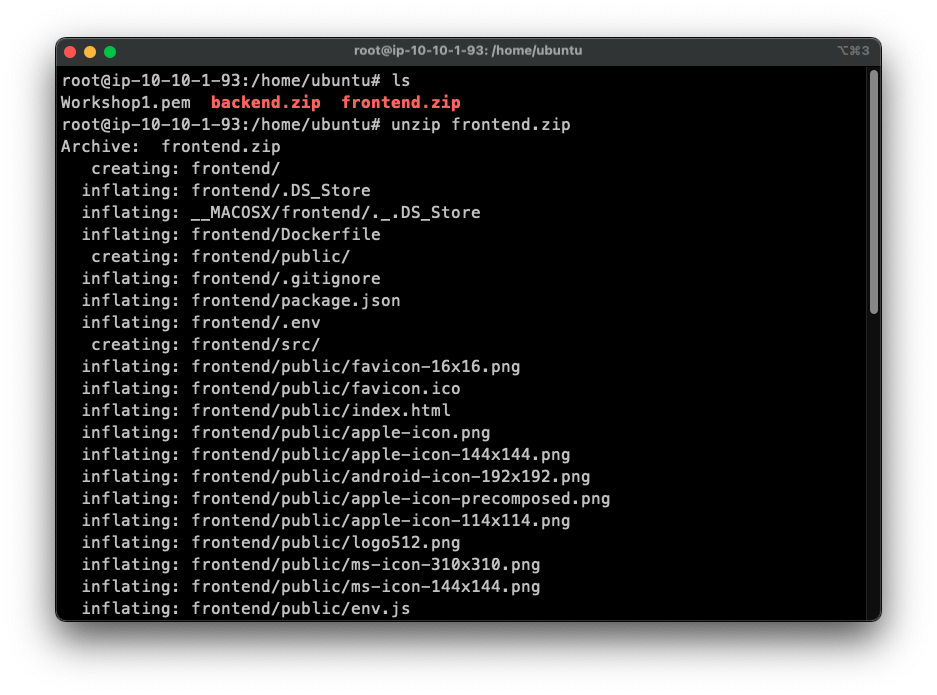 root@ip-10-10-1-93: /home/ubuntu ⌥⌘3
root@ip-10-10-1-93:/home/ubuntu# ls
Workshop1.pem  backend.zip  frontend.zip
root@ip-10-10-1-93:/home/ubuntu# unzip frontend.zip
Archive:  frontend.zip
   creating: frontend/
  inflating: frontend/.DS_Store
  inflating: __MACOSX/frontend/._.DS_Store
  inflating: frontend/Dockerfile
   creating: frontend/public/
  inflating: frontend/.gitignore
  inflating: frontend/package.json
  inflating: frontend/.env
   creating: frontend/src/
  inflating: frontend/public/favicon-16x16.png
  inflating: frontend/public/favicon.ico
  inflating: frontend/public/index.html
  inflating: frontend/public/apple-icon.png
  inflating: frontend/public/apple-icon-144x144.png
  inflating: frontend/public/android-icon-192x192.png
  inflating: frontend/public/apple-icon-precomposed.png
  inflating: frontend/public/apple-icon-114x114.png
  inflating: frontend/public/logo512.png
  inflating: frontend/public/ms-icon-310x310.png
  inflating: frontend/public/ms-icon-144x144.png
  inflating: frontend/public/env.js